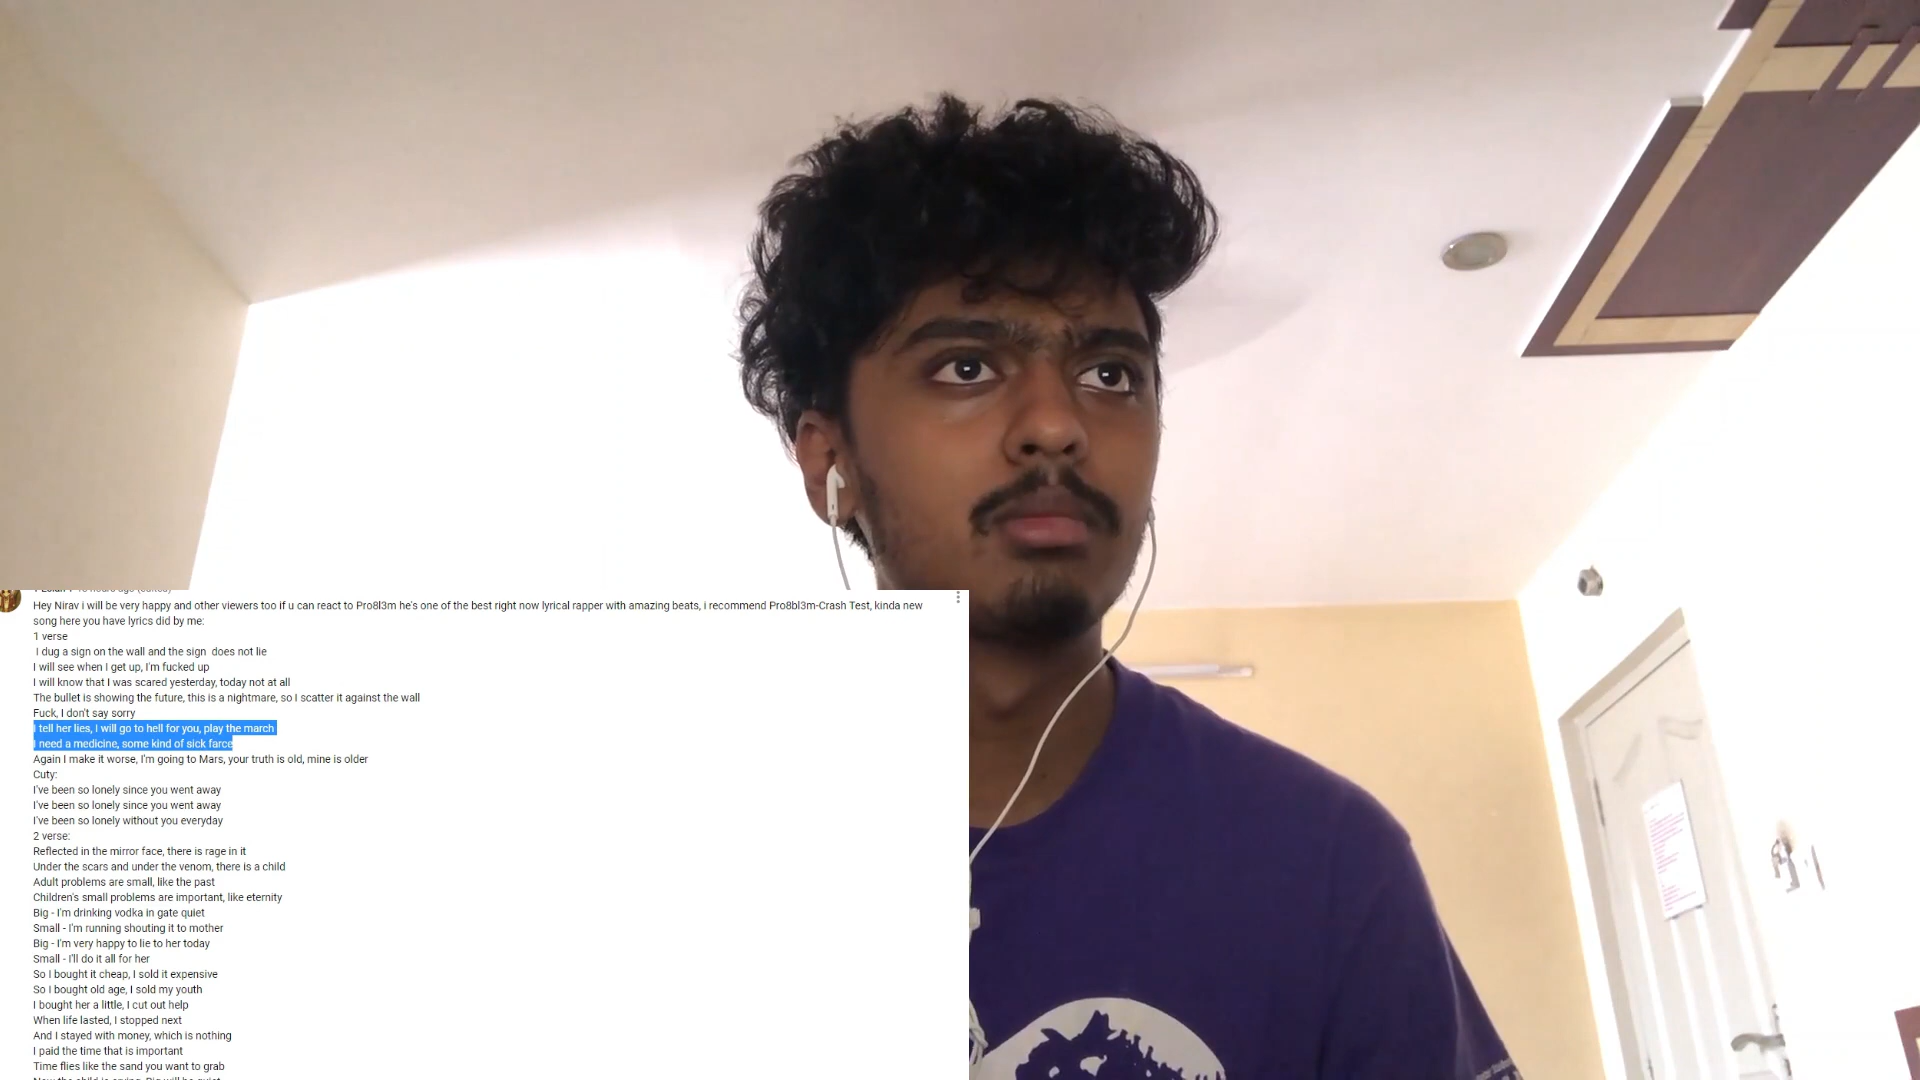 Hey Nirav i will be very happy and other viewers too if u can react to Pro8l3m he's one of the best right now lyrical rapper with amazing beats, i recommend Pro8bl3m-Crash Test, kinda new
song here you have lyrics did by me:
1 verse
I dug a sign on the wall and the sign does not lie
I will see when I get up, I'm fucked up
I will know that I was scared yesterday, today not at all
The bullet is showing the future, this is a nightmare, so I scatter it against the wall
Fuck, I don't say sorry
I tell her lies, I will go to hell for you, play the march
I need a medicine, some kind of sick farce
Again I make it worse, I'm going to Mars, your truth is old, mine is older
Cuty:
I've been so lonely since you went away
I've been so lonely since you went away
I've been so lonely without you everyday
2 verse:
Reflected in the mirror face, there is rage in it
Under the scars and under the venom, there is a child
Adult problems are small, like the past
Children's small problems are important, like eternity
Big - I'm drinking vodka in gate quiet
Small - I'm running shouting it to mother
Big - I'm very happy to lie to her today
Small - I'll do it all for her
So I bought it cheap, I sold it expensive
So I bought old age, I sold my youth
I bought her a little, I cut out help
When life lasted, I stopped next
And I stayed with money, which is nothing
I paid the time that is important
Time flies like the sand you want to grab